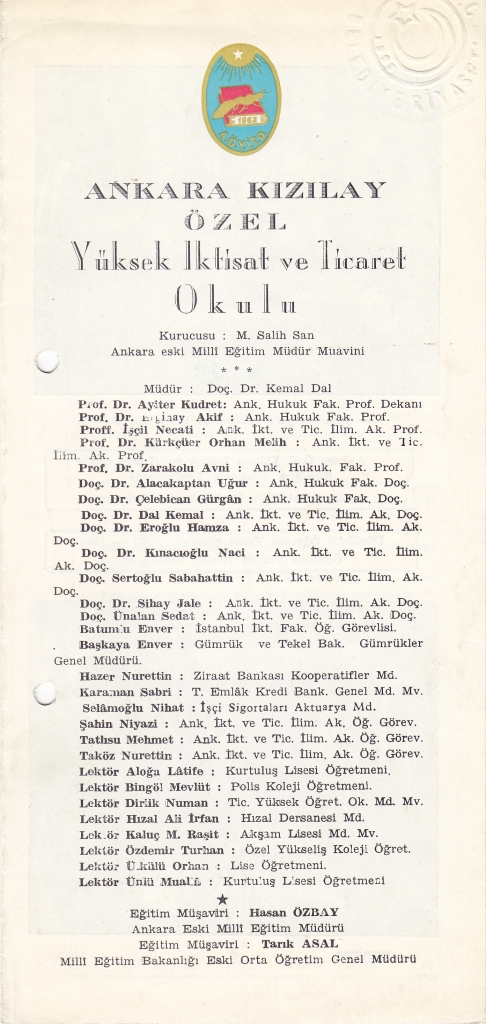 1962
A.Ö.Y.İ.T.O
ANKARA KIZILAY
ÖZEL
Yüksek İktisat ve Ticaret
Okulu
Kurucusu : M. Salih San
Ankara eski Millî Eğitim Müdür Muavini
* * *
Müdür : Doç. Dr. Kemal Dal
Prof. Dr. Ayiter Kudret: Ank. Hukuk Fak. Prof. Dekanı
Prof. Dr. Akif : Ank. Hukuk Fak. Prof.
Proff. İşçil Necati : Ank. İkt. ve Tic. İlim. Ak. Prof.
Prof. Dr. Kürkçüer Orhan Melih : Ank. İkt. ve Tic.
İlim. Ak. Prof.
Prof. Dr. Zarakolu Avni : Ank. Hukuk. Fak. Prof.
Doç. Dr. Alacakaptan Uğur : Ank. Hukuk Fak. Doç.
Doç. Dr. Çelebican Gürgân : Ank. Hukuk Fak. Doç.
Doç. Dr. Dal Kemal : Ank. İkt. ve Tic. İlim. Ak. Doç.
Doç. Dr. Eroğlu Hamza : Ank. İkt. ve Tic. İlim. Ak.
Doç.
Doç. Dr. Kınacıoğlu Naci : Ank. İkt. ve Tic. İlim.
Ak. Doç.
Doç. Sertoğlu Sabahattin : Ank. İkt. ve Tic. İlim. Ak.
Doç.
Doç. Dr. Sihay Jale : Ank. İkt. ve Tic. İlim. Ak. Doç.
Doç. Ünalan Sedat : Ank. İkt. ve Tic. İlim. Ak. Doç.
Batumlu Enver : İstanbul İkt. Fak. Öğ. Görevlisi.
Başkaya Enver : Gümrük ve Tekel Bak. Gümrükler
Genel Müdürü.
Hazer Nurettin : Ziraat Bankası Kooperatifler Md.
Karaman Sabri : T. Emlâk Kredi Bank. Genel Md. Mv.
Selâmoğlu Nihat : İşçi Sigortaları Aktuarya Md.
Şahin Niyazi : Ank. İkt. ve Tic. İlim. Ak. Öğ. Görev.
Tatlısu Mehmet : Ank. İkt. ve Tic. İlim. Ak. Öğ. Görev.
Taköz Nurettin : Ank. İkt. ve Tic. İlim. Ak. Öğ. Görev.
Lektör Aloğa Lâtife : Kurtuluş Lisesi Öğretmeni.
Lektör Bingöl Mevlüt : Polis Koleji Öğretmeni.
Lektör Dirlik Numan : Tic. Yüksek Öğret. Ok. Md. Mv.
Lektör Hızal Ali İrfan : Hızal Dersanesi Md.
Lektör Kaluç M. Raşit : Akşam Lisesi Md. Mv.
Lektör Özdemir Turhan : Özel Yükseliş Koleji Öğret.
Lektör Ülkülü Orhan : Lise Öğretmeni.
Lektör Ünlü Muallâ : Kurtuluş Lisesi Öğretmeni
Eğitim Müşaviri : Hasan ÖZBAY
Ankara Eski Millî Eğitim Müdürü
Eğitim Müşaviri : Tarık ASAL
Millî Eğitim Bakanlığı Eski Orta Öğretim Genel Müdürü